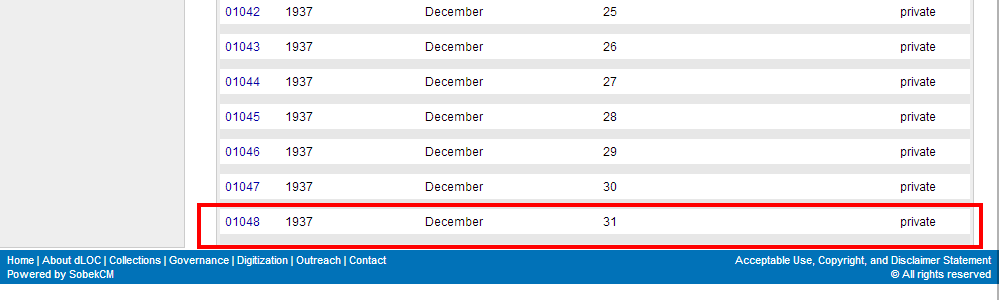 01042 1937 December 25 private
01043 1937 December 26 private
01044 1937 December 27 private
01045 1937 December 28 private
01046 1937 December 29 private
01047 1937 December 30 private
01048 1937 December 31 private
Home | About dLOC | Collections | Governance | Digitization | Outreach | Contact
Acceptable Use, Copyright, and Disclaimer Statement
Powered by SobekCM
© All rights reserved